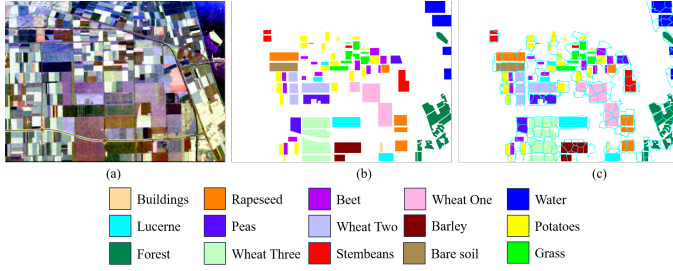 (a) (b) (c)
Buildings Rapeseed Beet Wheat One Water
Lucerne Peas Wheat Two Barley Potatoes
Forest Wheat Three Stembeans Bare soil Grass